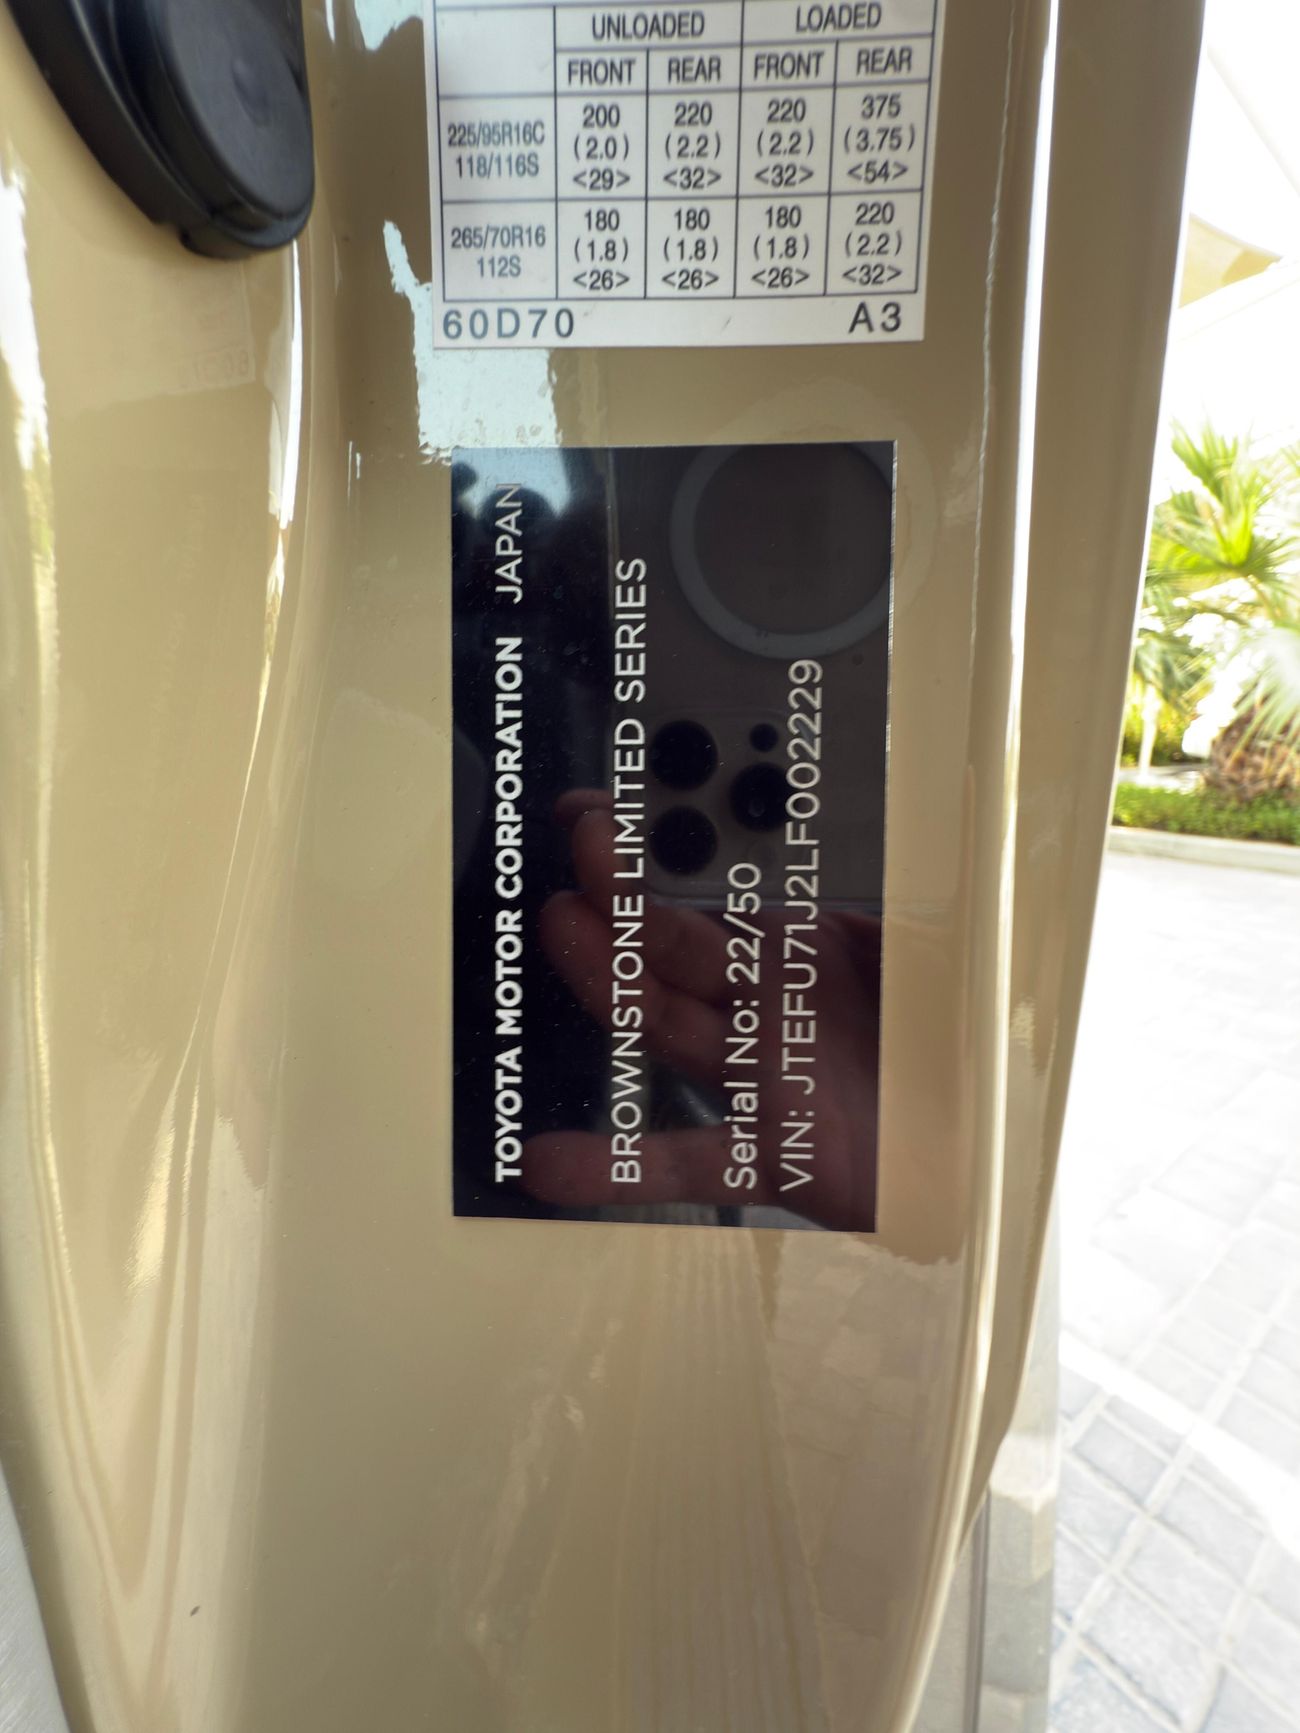 UNLOADED LOADED
FRONT REAR FRONT REAR
225/95R16C 118/116S 200 (2.0) <29> 220 (2.2) <32> 220 (2.2) <32> 375 (3.75) <54>
265/70R16 112S 180 (1.8) <26> 180 (1.8) <26> 180 (1.8) <26> 220 (2.2) <32>
60D70 A3
TOYOTA MOTOR CORPORATION JAPAN
BROWNSTONE LIMITED SERIES
Serial No: 22/50
VIN: JTEFU71J2LF002229